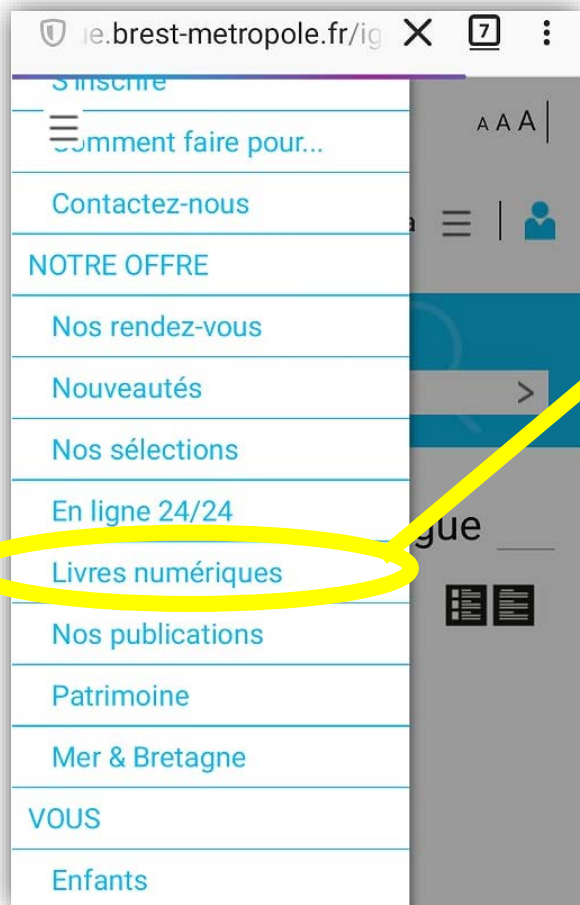 e.brest-metropole.fr/ig 7
S'inscrire
Comment faire pour...
A A A
Contactez-nous
a
NOTRE OFFRE
Nos rendez-vous
Nouveautés
>
Nos sélections
En ligne 24/24
gue
Livres numériques
Nos publications
Patrimoine
Mer & Bretagne
VOUS
Enfants